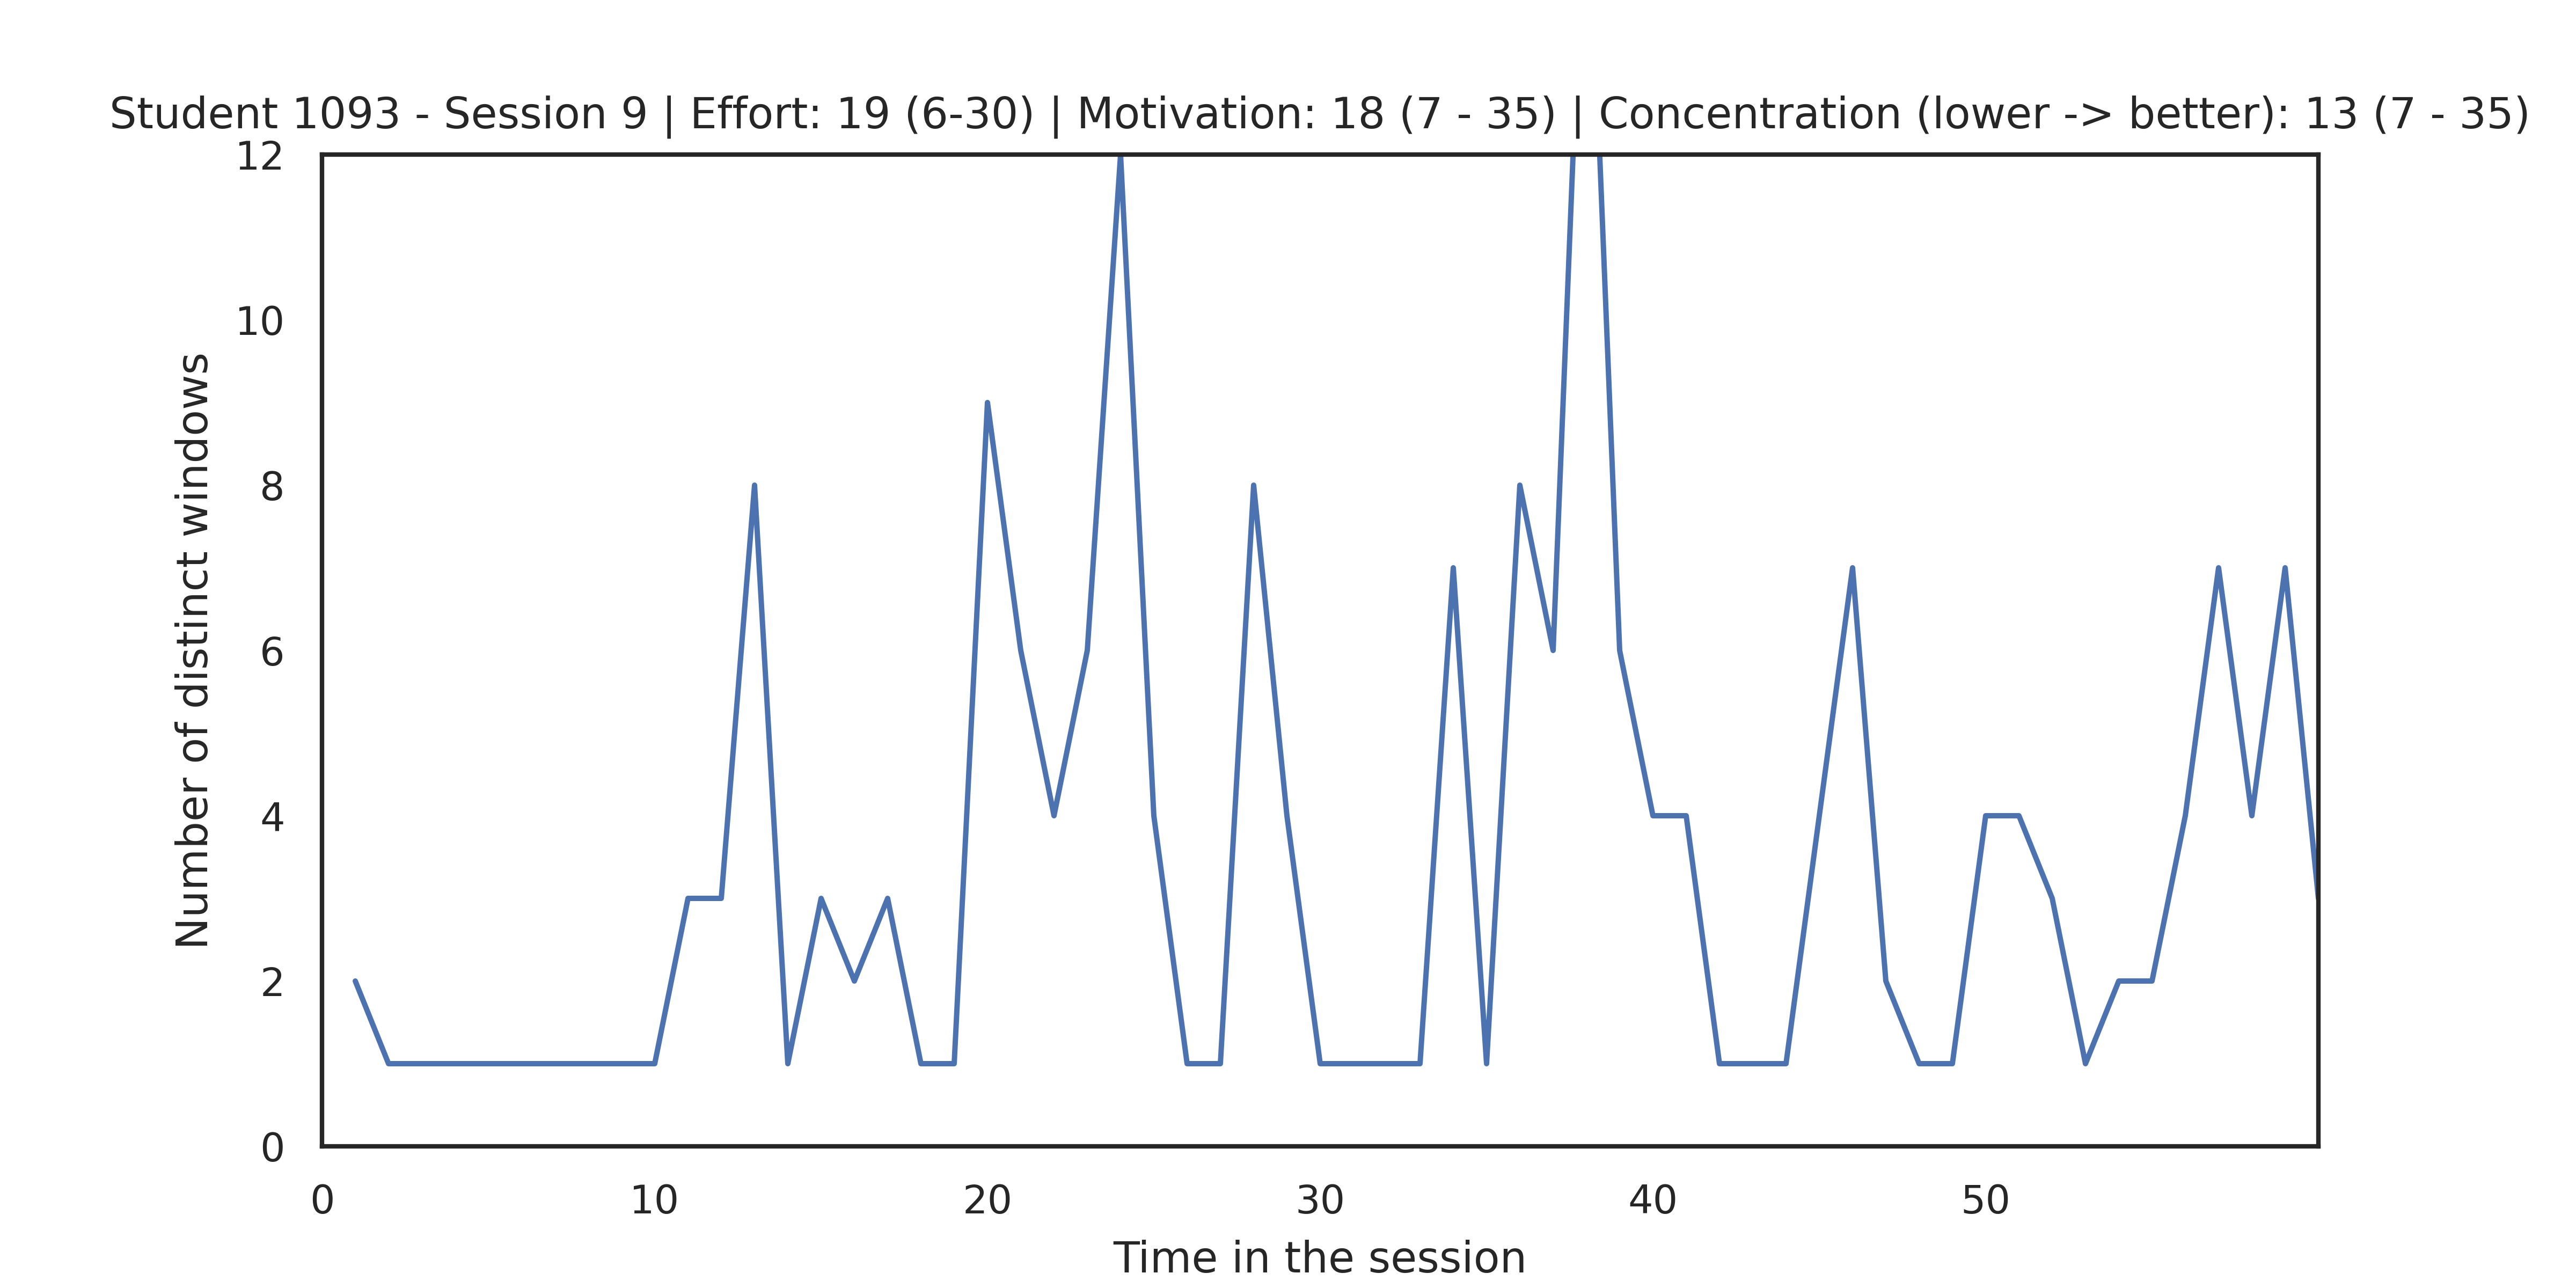 Student 1093 - Session 9 | Effort: 19 (6-30) | Motivation: 18 (7 - 35) | Concentration (lower -> better): 13 (7 - 35)
12
10
8
6
4
2
0
Number of distinct windows
0 10 20 30 40 50
Time in the session